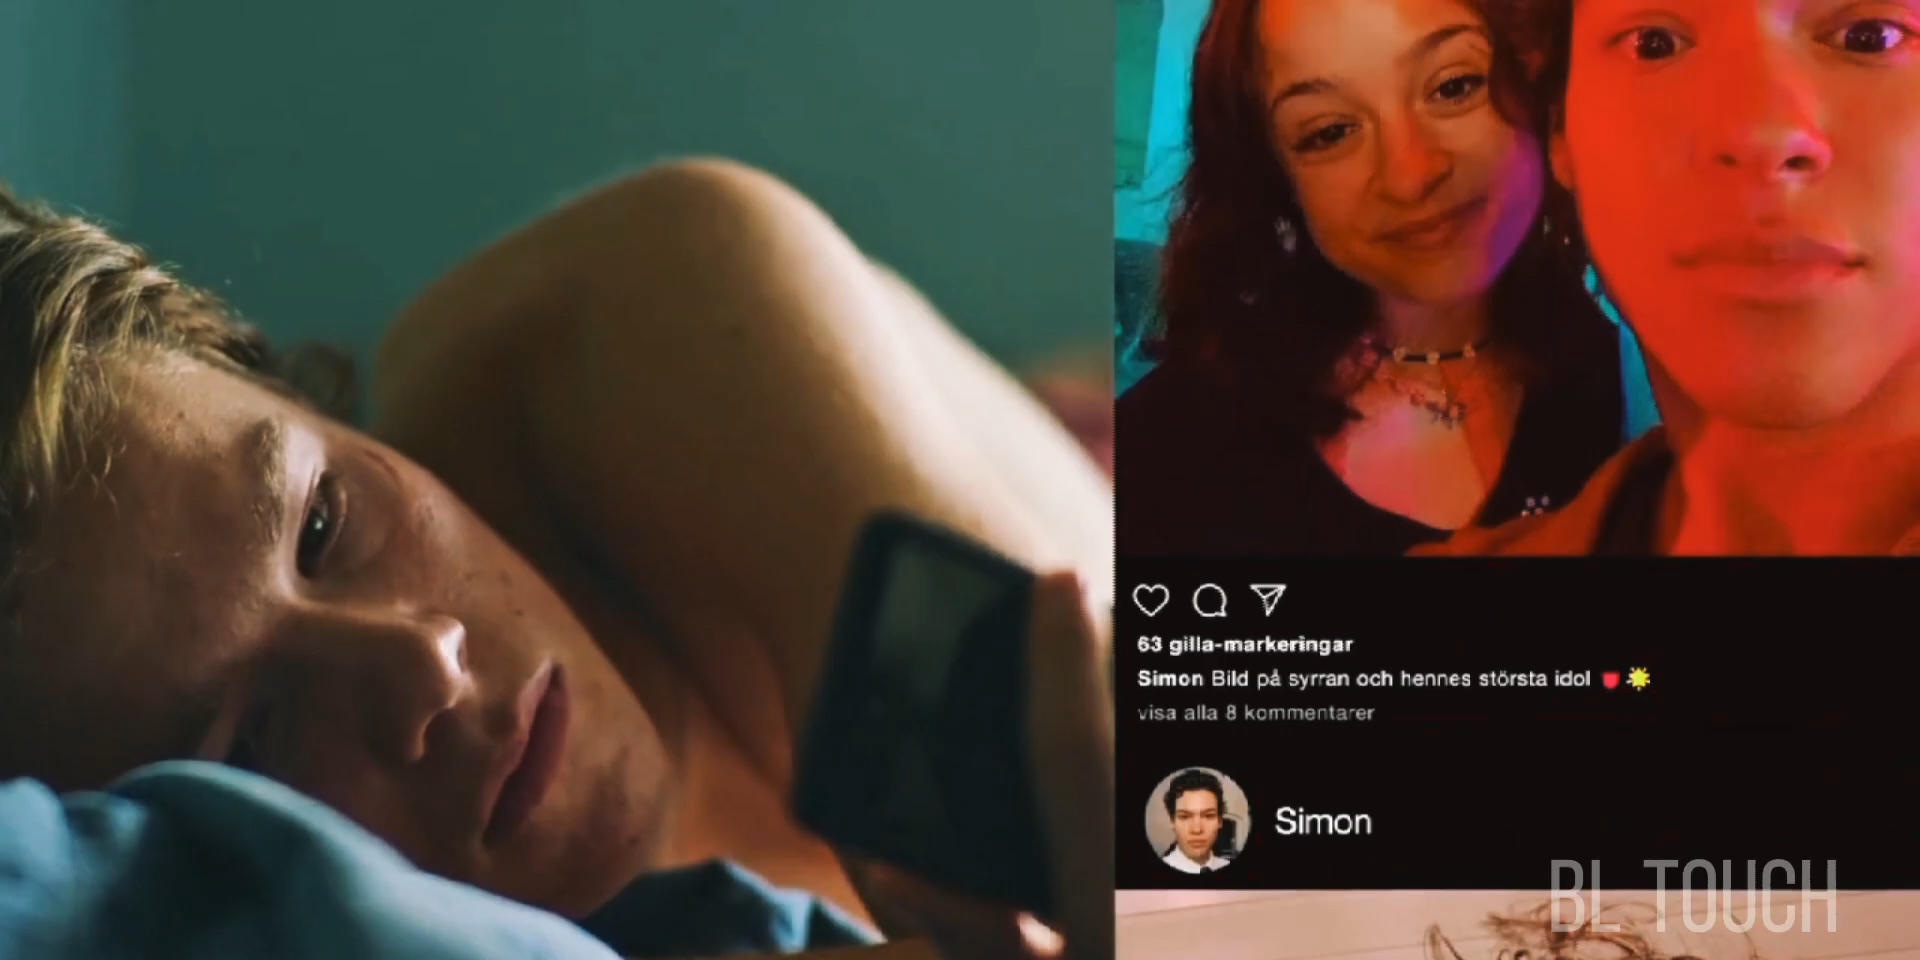 63 gilla-markeringar
Simon Bild på syrran och hennes största idol
visa alla 8 kommentarer
Simon
BL TOUCH